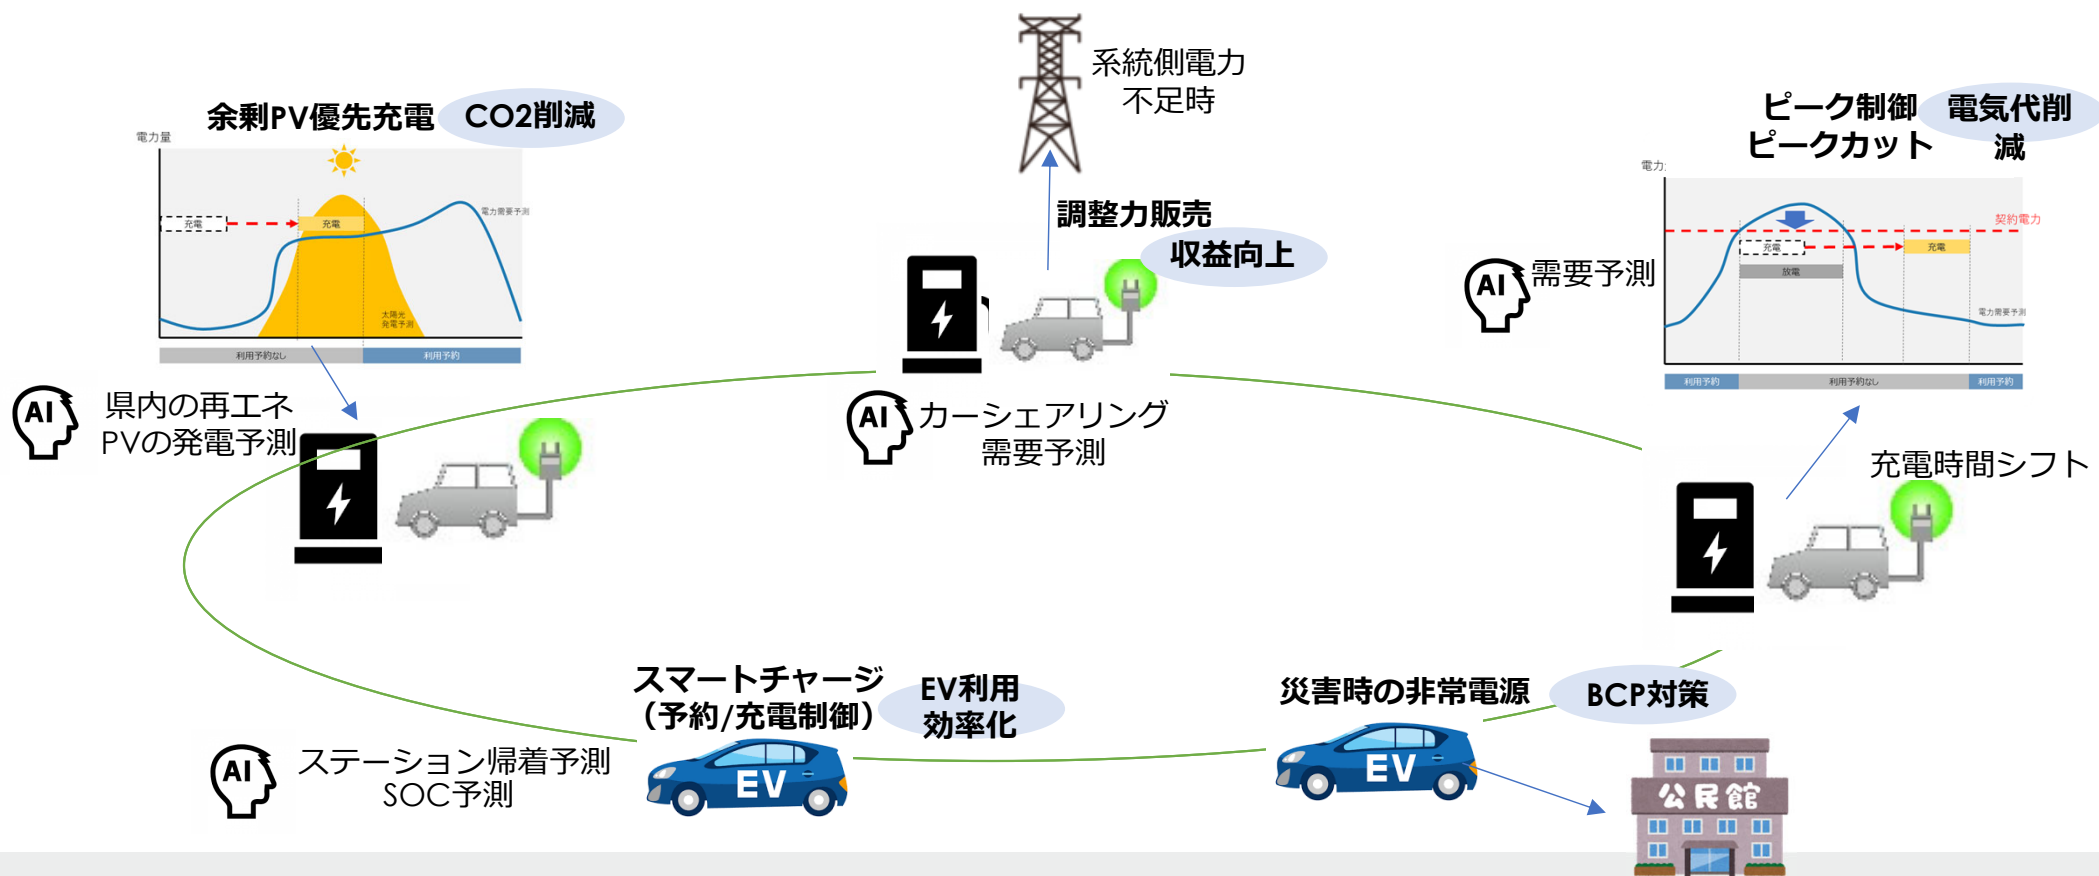 系統側電力
不足時
余剰PV優先充電
CO2削減
電力量
充電
充電
電力需要予測
太陽光
発電予測
利用予約なし
利用予約
AI
県内の再エネ
PVの発電予測
調整力販売
収益向上
AI
カーシェアリング
需要予測
ピーク制御
ピークカット
電気代削
減
電力
契約電力
充電
充電
放電
電力需要予測
利用予約
利用予約なし
利用予約
AI
需要予測
充電時間シフト
スマートチャージ
（予約/充電制御）
EV利用
効率化
AI
ステーション帰着予測
SOC予測
EV
災害時の非常電源
BCP対策
EV
公民館